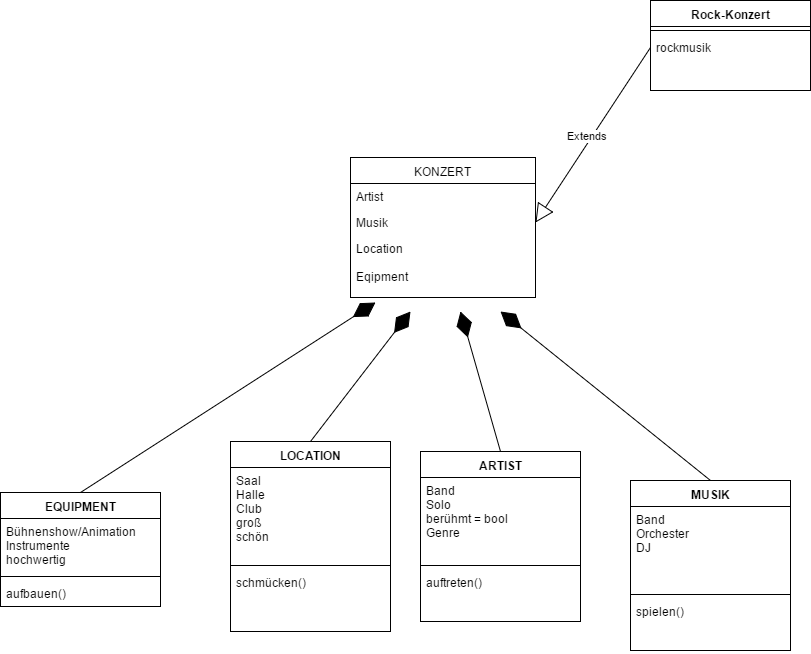 Rock-Konzert
rockmusik
Extends
KONZERT
Artist
Musik
Location
Eqipment
EQUIPMENT
Bühnenshow/Animation
Instrumente
hochwertig
aufbauen()
LOCATION
Saal
Halle
Club
groß
schön
schmücken()
ARTIST
Band
Solo
berühmt = bool
Genre
auftreten()
MUSIK
Band
Orchester
DJ
spielen()